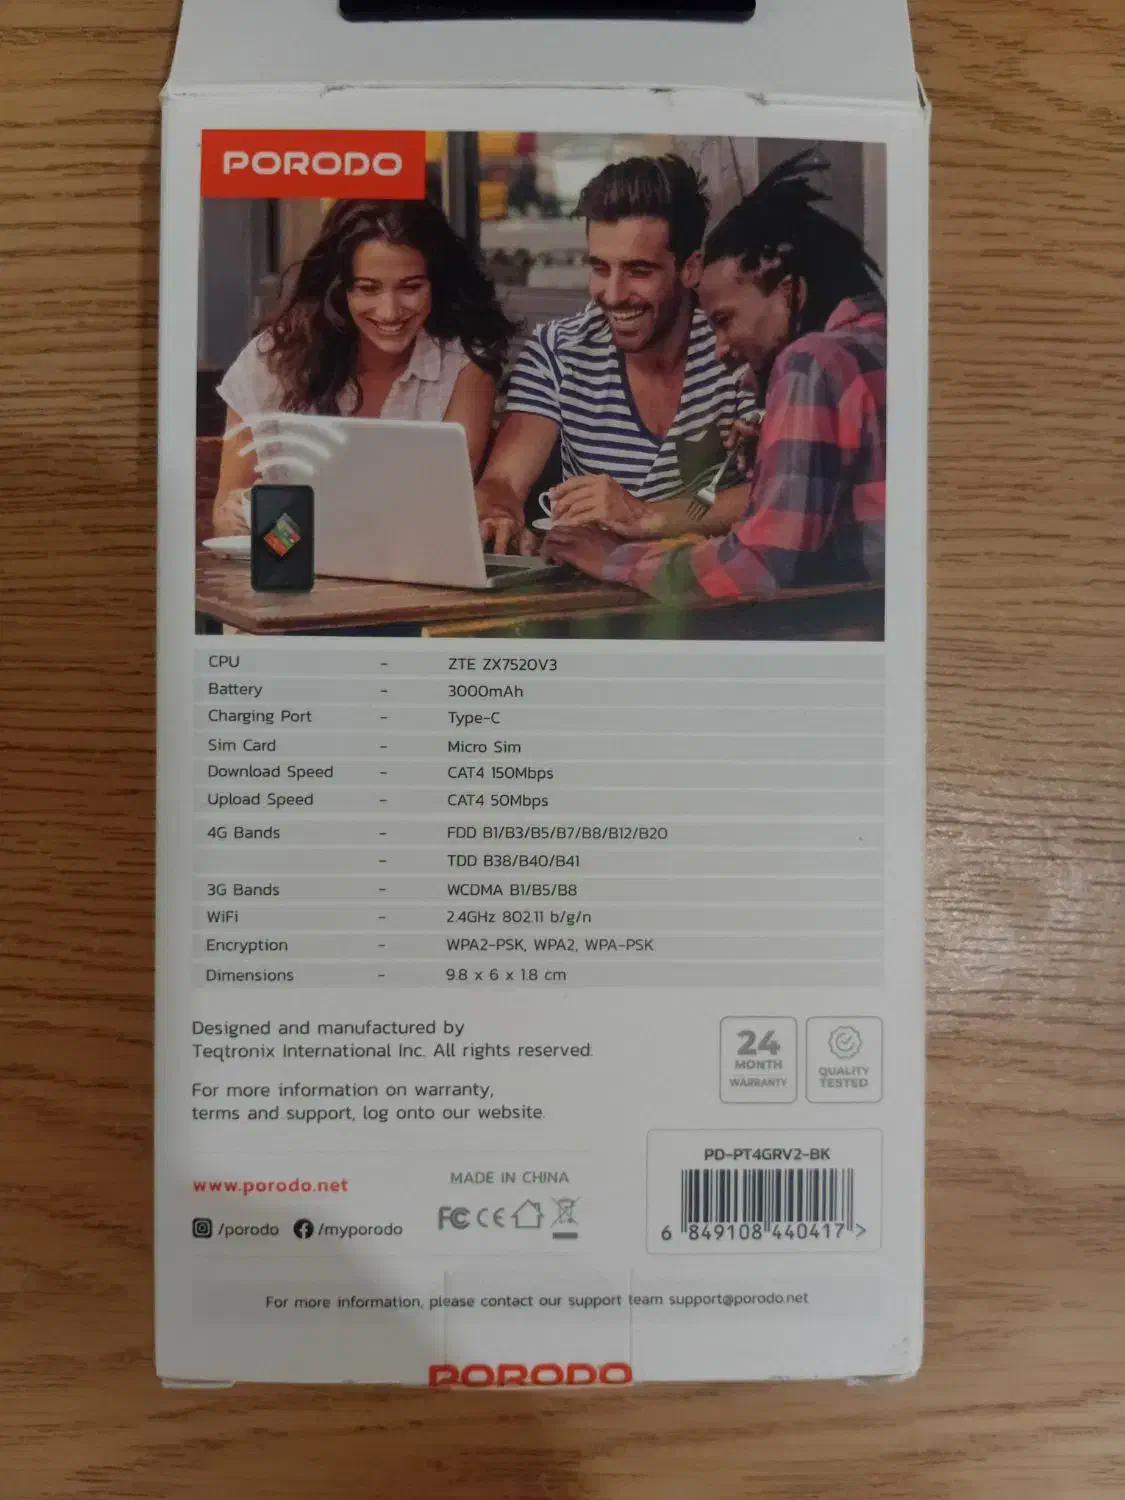 PORODO
CPU - ZTE ZX7520V3
Battery - 3000mAh
Charging Port - Type-C
Sim Card - Micro Sim
Download Speed - CAT4 150Mbps
Upload Speed - CAT4 50Mbps
4G Bands - FDD B1/B3/B5/B7/B8/B12/B20
- TDD B38/B40/B41
3G Bands - WCDMA B1/B5/B8
WiFi - 2.4GHz 802.11 b/g/n
Encryption - WPA2-PSK, WPA2, WPA-PSK
Dimensions - 9.8 x 6 x 1.8 cm
Designed and manufactured by
Teqtronix International Inc. All rights reserved.
For more information on warranty,
terms and support, log onto our website.
24
MONTH
WARRANTY
QUALITY
TESTED
www.porodo.net
/porodo /myporodo
MADE IN CHINA
FC CE
PD-PT4GRV2-BK
6 849108 440417 >
For more information, please contact our support team support@porodo.net
PORODO